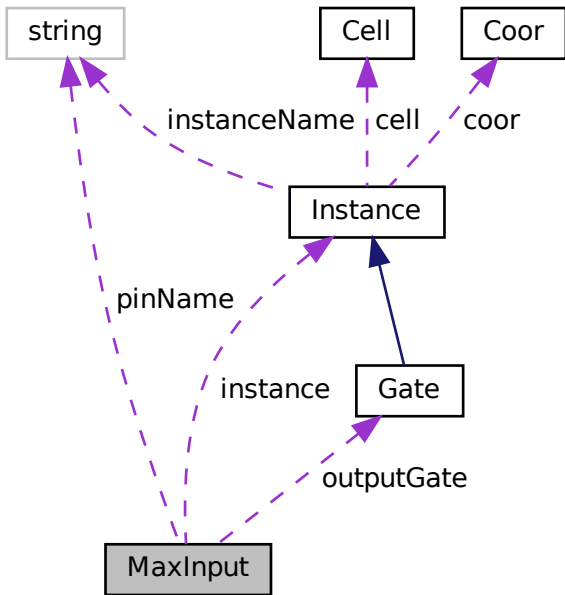 string
Cell
Coor
instanceName
cell
coor
Instance
pinName
instance
Gate
outputGate
MaxInput